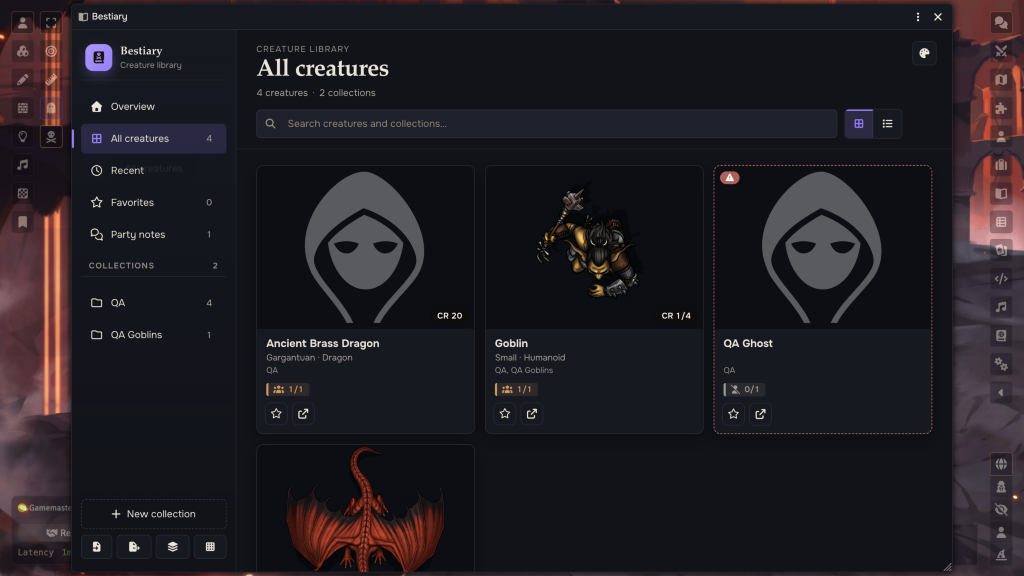 Bestiary
Bestiary
Creature library
Overview
All creatures 4
Recent
Favorites 0
Party notes 1
COLLECTIONS 2
QA 4
QA Goblins 1
New collection
CREATURE LIBRARY
All creatures
4 creatures · 2 collections
Search creatures and collections...
CR 20
Ancient Brass Dragon
Gargantuan · Dragon
QA
1/1
CR 1/4
Goblin
Small · Humanoid
QA, QA Goblins
1/1
QA Ghost
QA
0/1
Gamemaste
Re
Latency 1m